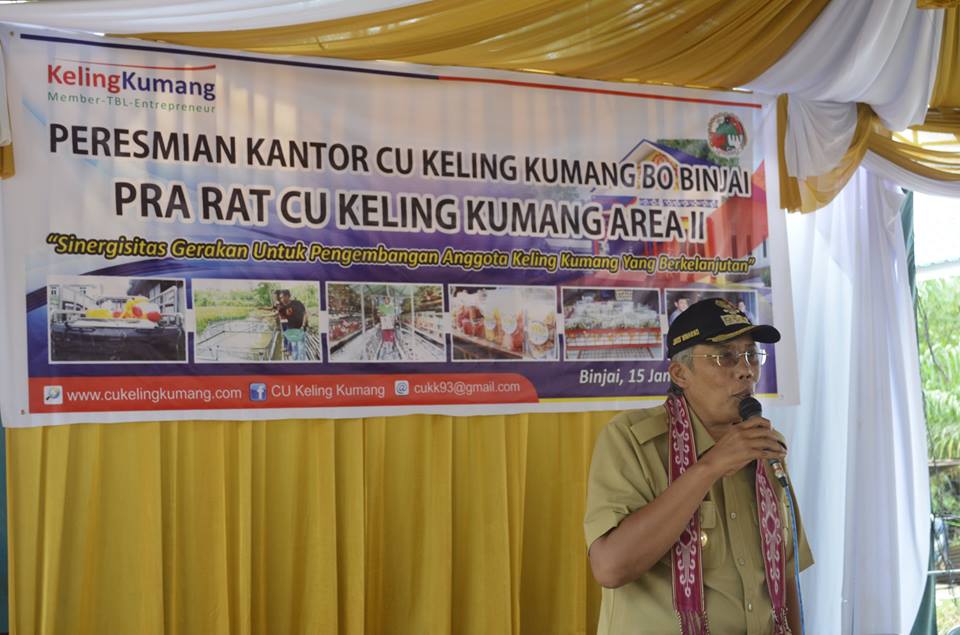 KelingKumang
Member-TBL-Entrepreneur
PERESMIAN KANTOR CU KELING KUMANG BO BINJAI
PRA RAT CU KELING KUMANG AREA II
“Sinergisitas Gerakan Untuk Pengembangan Anggota Keling Kumang Yang Berkelanjutan”
www.cukelingkumang.com CU Keling Kumang cukk93@gmail.com
Binjai, 15 Jan